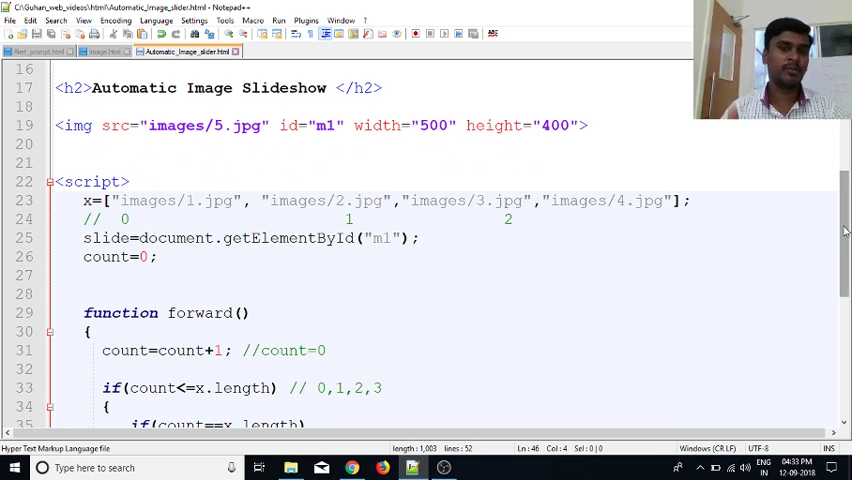 C:\Guhan_web_videos\html\Automatic_Image_slider.html - Notepad++
File Edit Search View Encoding Language Settings Tools Macro Run Plugins Window ?
Alert_prompt.html image.html Automatic_Image_slider.html
16
17 <h2>Automatic Image Slideshow </h2>
18
19 <img src="images/5.jpg" id="m1" width="500" height="400">
20
21
22 <script>
23 x=["images/1.jpg", "images/2.jpg","images/3.jpg","images/4.jpg"];
24 // 0 1 2
25 slide=document.getElementById("m1");
26 count=0;
27
28
29 function forward()
30 {
31 count=count+1; //count=0
32
33 if(count<=x.length) // 0,1,2,3
34 {
35 if(count==x.length)
Hyper Text Markup Language file length : 1,003 lines : 52 Ln : 46 Col : 4 Sel : 0 | 0 Windows (CR LF) UTF-8 INS
Type here to search
ENG
IN
04:33 PM
12-09-2018